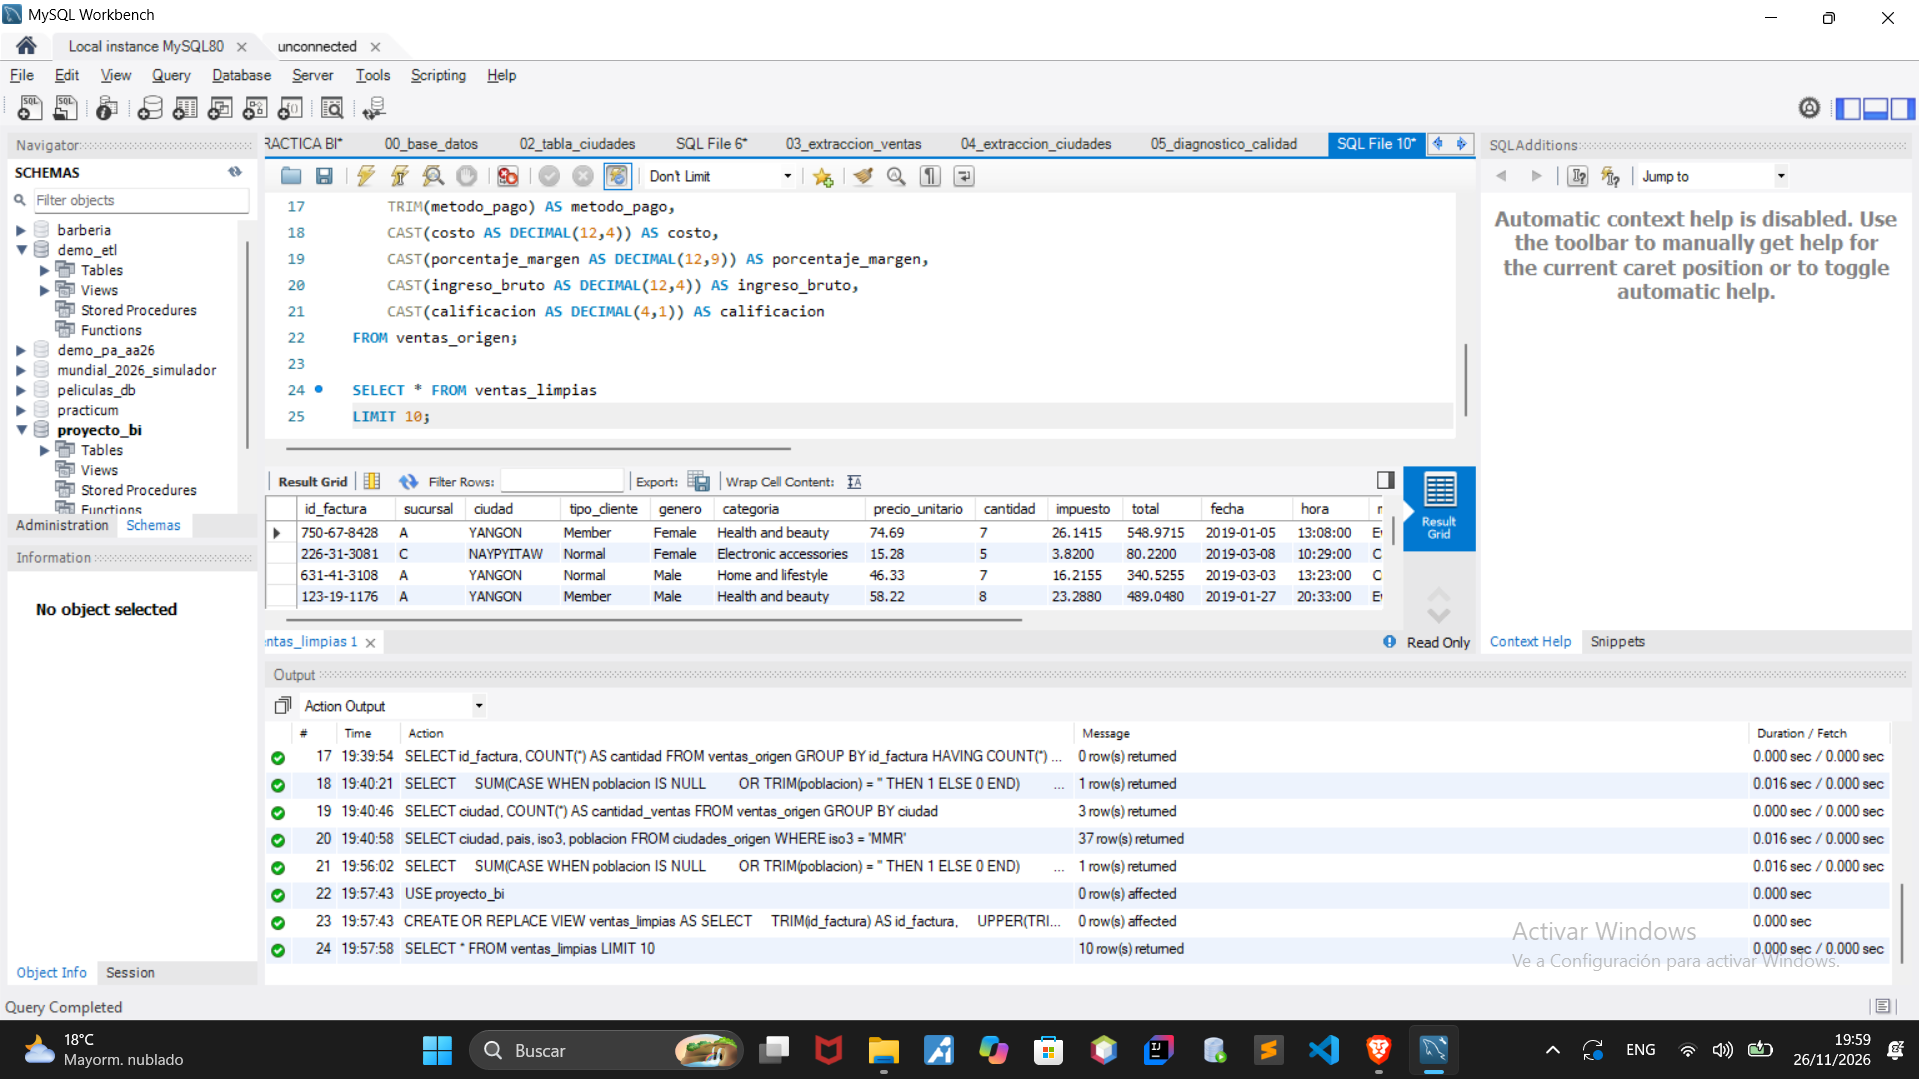 MySQL Workbench
Local instance MySQL80
unconnected
File Edit View Query Database Server Tools Scripting Help
Navigator
SCHEMAS
Filter objects
barberia
demo_etl
Tables
Views
Stored Procedures
Functions
demo_pa_aa26
mundial_2026_simulador
peliculas_db
practicum
proyecto_bi
Tables
Views
Stored Procedures
Functions
Administration Schemas
Information
No object selected
Object Info Session
RACTICA BI* 00_base_datos 02_tabla_ciudades SQL File 6* 03_extraccion_ventas 04_extraccion_ciudades 05_diagnostico_calidad SQL File 10*
Don't Limit
17 TRIM(metodo_pago) AS metodo_pago,
18 CAST(costo AS DECIMAL(12,4)) AS costo,
19 CAST(porcentaje_margen AS DECIMAL(12,9)) AS porcentaje_margen,
20 CAST(ingreso_bruto AS DECIMAL(12,4)) AS ingreso_bruto,
21 CAST(calificacion AS DECIMAL(4,1)) AS calificacion
22 FROM ventas_origen;
23
24 SELECT * FROM ventas_limpias
25 LIMIT 10;
Result Grid Filter Rows: Export: Wrap Cell Content:
id_factura sucursal ciudad tipo_cliente genero categoria precio_unitario cantidad impuesto total fecha hora
750-67-8428 A YANGON Member Female Health and beauty 74.69 7 26.1415 548.9715 2019-01-05 13:08:00
226-31-3081 C NAYPYITAW Normal Female Electronic accessories 15.28 5 3.8200 80.2200 2019-03-08 10:29:00
631-41-3108 A YANGON Normal Male Home and lifestyle 46.33 7 16.2155 340.5255 2019-03-03 13:23:00
123-19-1176 A YANGON Member Male Health and beauty 58.22 8 23.2880 489.0480 2019-01-27 20:33:00
Result
Grid
ntas_limpias 1
Read Only
SQLAdditions
Jump to
Automatic context help is disabled. Use
the toolbar to manually get help for
the current caret position or to toggle
automatic help.
Context Help Snippets
Output
Action Output
# Time Action Message Duration / Fetch
17 19:39:54 SELECT id_factura, COUNT(*) AS cantidad FROM ventas_origen GROUP BY id_factura HAVING COUNT(*) ... 0 row(s) returned 0.000 sec / 0.000 sec
18 19:40:21 SELECT SUM(CASE WHEN poblacion IS NULL OR TRIM(poblacion) = '' THEN 1 ELSE 0 END) ... 1 row(s) returned 0.016 sec / 0.000 sec
19 19:40:46 SELECT ciudad, COUNT(*) AS cantidad_ventas FROM ventas_origen GROUP BY ciudad 3 row(s) returned 0.000 sec / 0.000 sec
20 19:40:58 SELECT ciudad, pais, iso3, poblacion FROM ciudades_origen WHERE iso3 = 'MMR' 37 row(s) returned 0.016 sec / 0.000 sec
21 19:56:02 SELECT SUM(CASE WHEN poblacion IS NULL OR TRIM(poblacion) = '' THEN 1 ELSE 0 END) ... 1 row(s) returned 0.016 sec / 0.000 sec
22 19:57:43 USE proyecto_bi 0 row(s) affected 0.000 sec
23 19:57:43 CREATE OR REPLACE VIEW ventas_limpias AS SELECT TRIM(id_factura) AS id_factura, UPPER(TRI... 0 row(s) affected 0.000 sec
24 19:57:58 SELECT * FROM ventas_limpias LIMIT 10 10 row(s) returned 0.000 sec / 0.000 sec
Activar Windows
Ve a Configuración para activar Windows.
Query Completed
18°C
Mayorm. nublado
Buscar
ENG
19:59
26/11/2026